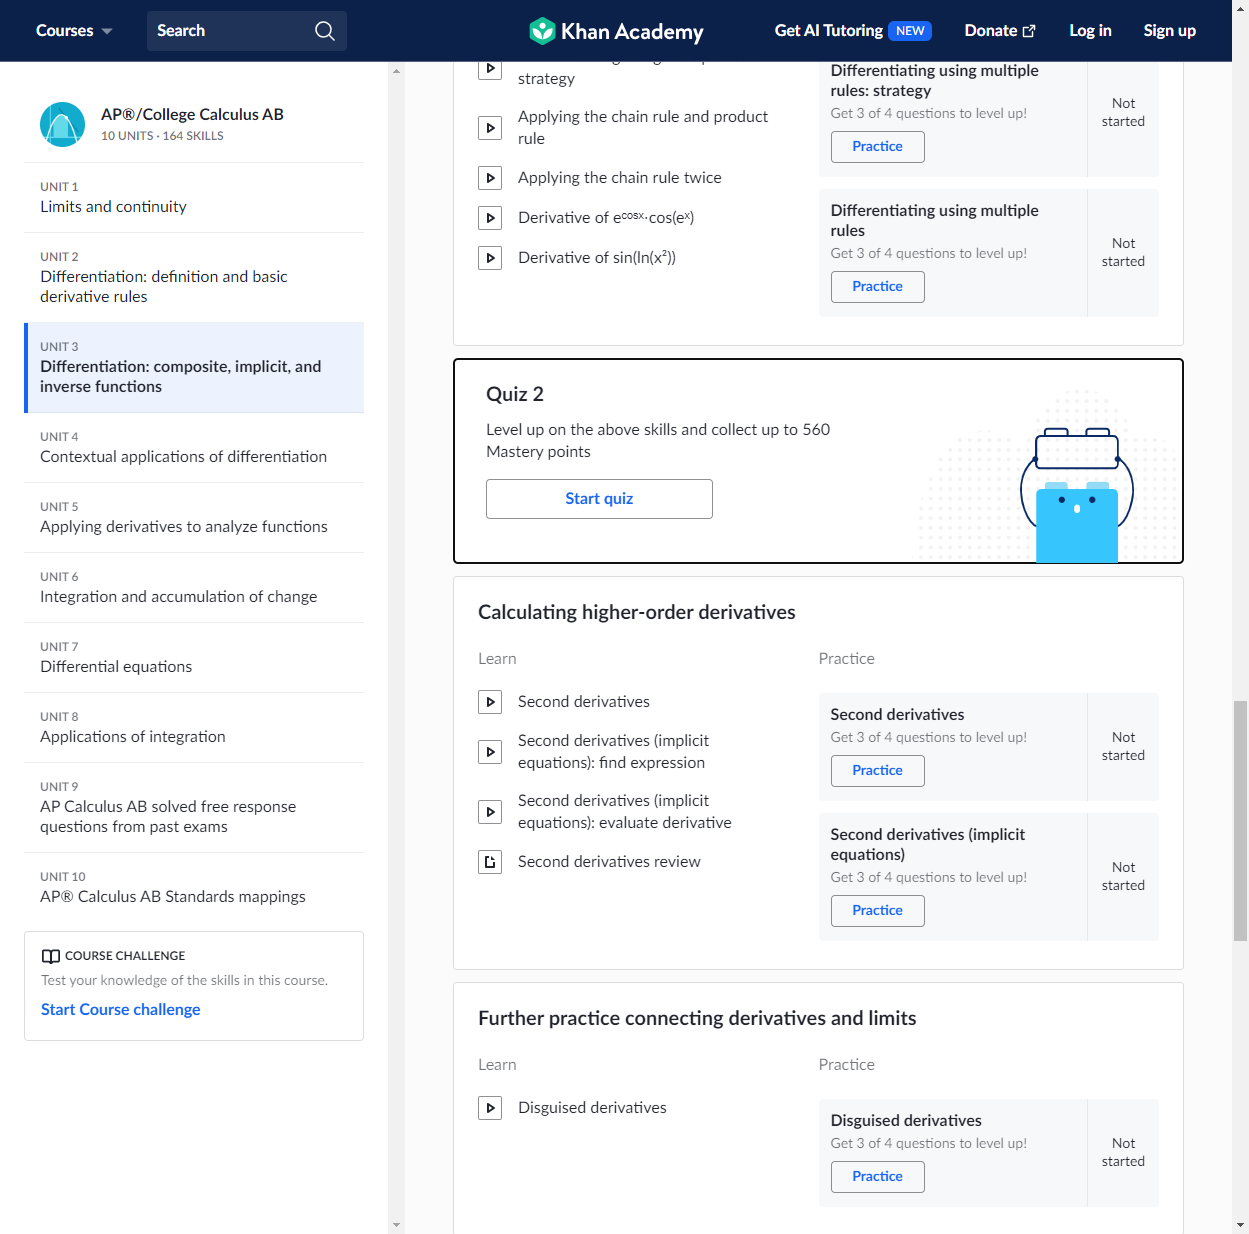 Courses
Search
Khan Academy
Get AI Tutoring NEW
Donate
Log in
Sign up
AP®/College Calculus AB
10 UNITS · 164 SKILLS
UNIT 1
Limits and continuity
UNIT 2
Differentiation: definition and basic
derivative rules
UNIT 3
Differentiation: composite, implicit, and
inverse functions
UNIT 4
Contextual applications of differentiation
UNIT 5
Applying derivatives to analyze functions
UNIT 6
Integration and accumulation of change
UNIT 7
Differential equations
UNIT 8
Applications of integration
UNIT 9
AP Calculus AB solved free response
questions from past exams
UNIT 10
AP® Calculus AB Standards mappings
COURSE CHALLENGE
Test your knowledge of the skills in this course.
Start Course challenge
strategy
Applying the chain rule and product
rule
Applying the chain rule twice
Derivative of eᶜᵒˢˣ·cos(eˣ)
Derivative of sin(ln(x²))
Differentiating using multiple
rules: strategy
Get 3 of 4 questions to level up!
Practice
Not
started
Differentiating using multiple
rules
Get 3 of 4 questions to level up!
Practice
Not
started
Quiz 2
Level up on the above skills and collect up to 560
Mastery points
Start quiz
Calculating higher-order derivatives
Learn
Second derivatives
Second derivatives (implicit
equations): find expression
Second derivatives (implicit
equations): evaluate derivative
Second derivatives review
Practice
Second derivatives
Get 3 of 4 questions to level up!
Practice
Not
started
Second derivatives (implicit
equations)
Get 3 of 4 questions to level up!
Practice
Not
started
Further practice connecting derivatives and limits
Learn
Disguised derivatives
Practice
Disguised derivatives
Get 3 of 4 questions to level up!
Practice
Not
started